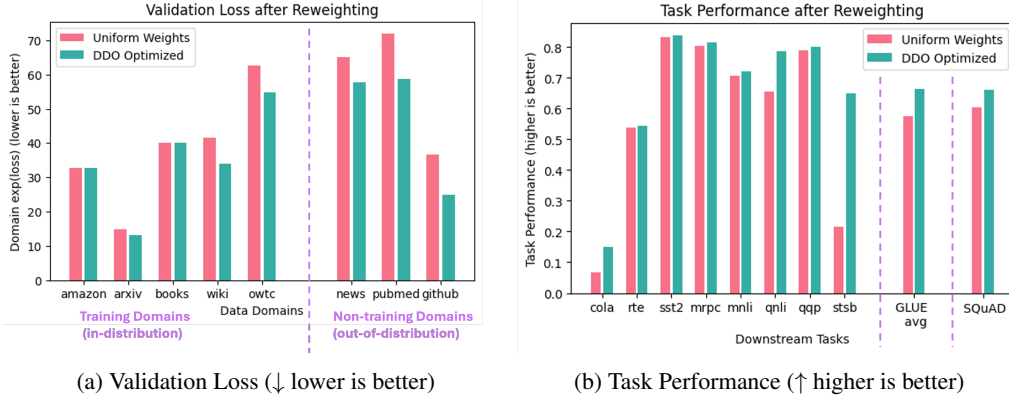 Validation Loss after Reweighting
Uniform Weights
DDO Optimized
Domain exp(loss) (lower is better)
70
60
50
40
30
20
10
0
amazon arxiv books wiki owtc news pubmed github
Data Domains
Training Domains
(in-distribution)
Non-training Domains
(out-of-distribution)
(a) Validation Loss (↓ lower is better)
Task Performance after Reweighting
Uniform Weights
DDO Optimized
Task Performance (higher is better)
0.8
0.7
0.6
0.5
0.4
0.3
0.2
0.1
0.0
cola rte sst2 mrpc mnli qnli qqp stsb GLUE avg SQuAD
Downstream Tasks
(b) Task Performance (↑ higher is better)